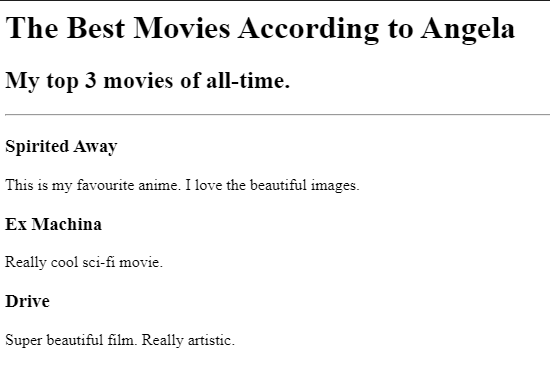 The Best Movies According to Angela
My top 3 movies of all-time.
Spirited Away
This is my favourite anime. I love the beautiful images.
Ex Machina
Really cool sci-fi movie.
Drive
Super beautiful film. Really artistic.